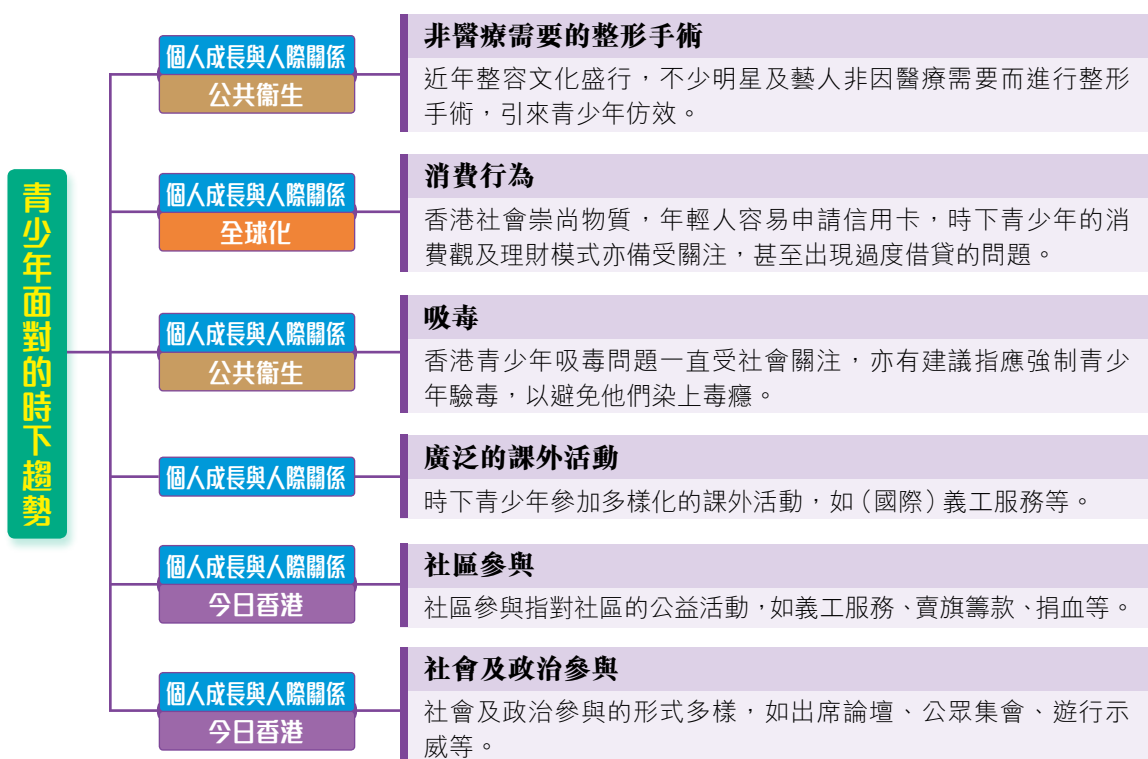 青少年面對的時下趨勢
個人成長與人際關係
公共衞生
非醫療需要的整形手術
近年整容文化盛行，不少明星及藝人非因醫療需要而進行整形
手術，引來青少年仿效。
個人成長與人際關係
全球化
消費行為
香港社會崇尚物質，年輕人容易申請信用卡，時下青少年的消
費觀及理財模式亦備受關注，甚至出現過度借貸的問題。
個人成長與人際關係
公共衞生
吸毒
香港青少年吸毒問題一直受社會關注，亦有建議指應強制青少
年驗毒，以避免他們染上毒癮。
個人成長與人際關係
廣泛的課外活動
時下青少年參加多樣化的課外活動，如（國際）義工服務等。
個人成長與人際關係
今日香港
社區參與
社區參與指對社區的公益活動，如義工服務、賣旗籌款、捐血等。
個人成長與人際關係
今日香港
社會及政治參與
社會及政治參與的形式多樣，如出席論壇、公眾集會、遊行示
威等。